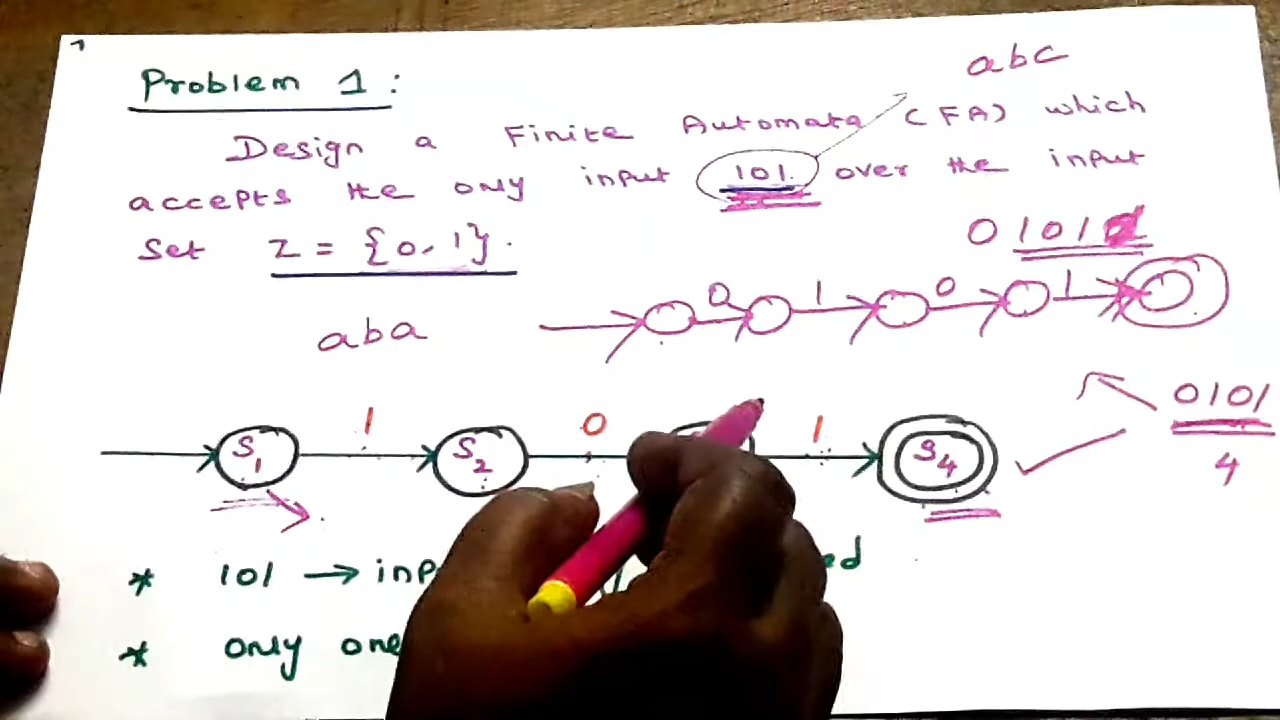 Problem 1 :
abc
Design a Finite Automata (FA) which
accepts the only input 101 over the input
Set Σ = {0, 1}.
0101
0 1 0 1
aba
0101
4
1 0 1
S1 S2 S4
* 101 → inp ed
* only one